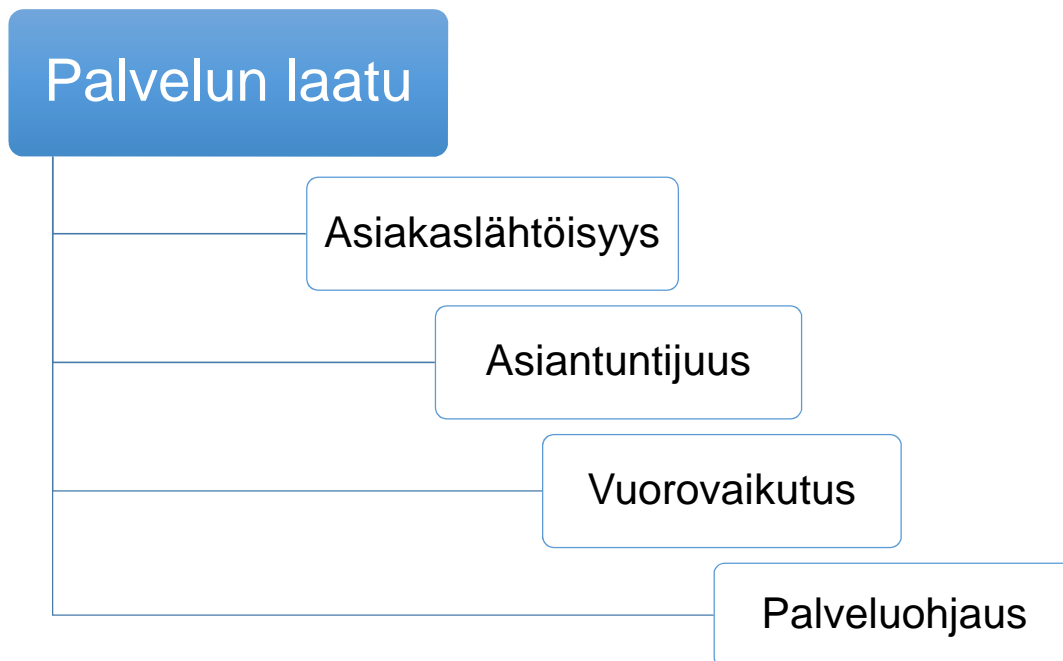 Palvelun laatu
Asiakaslähtöisyys
Asiantuntijuus
Vuorovaikutus
Palveluohjaus